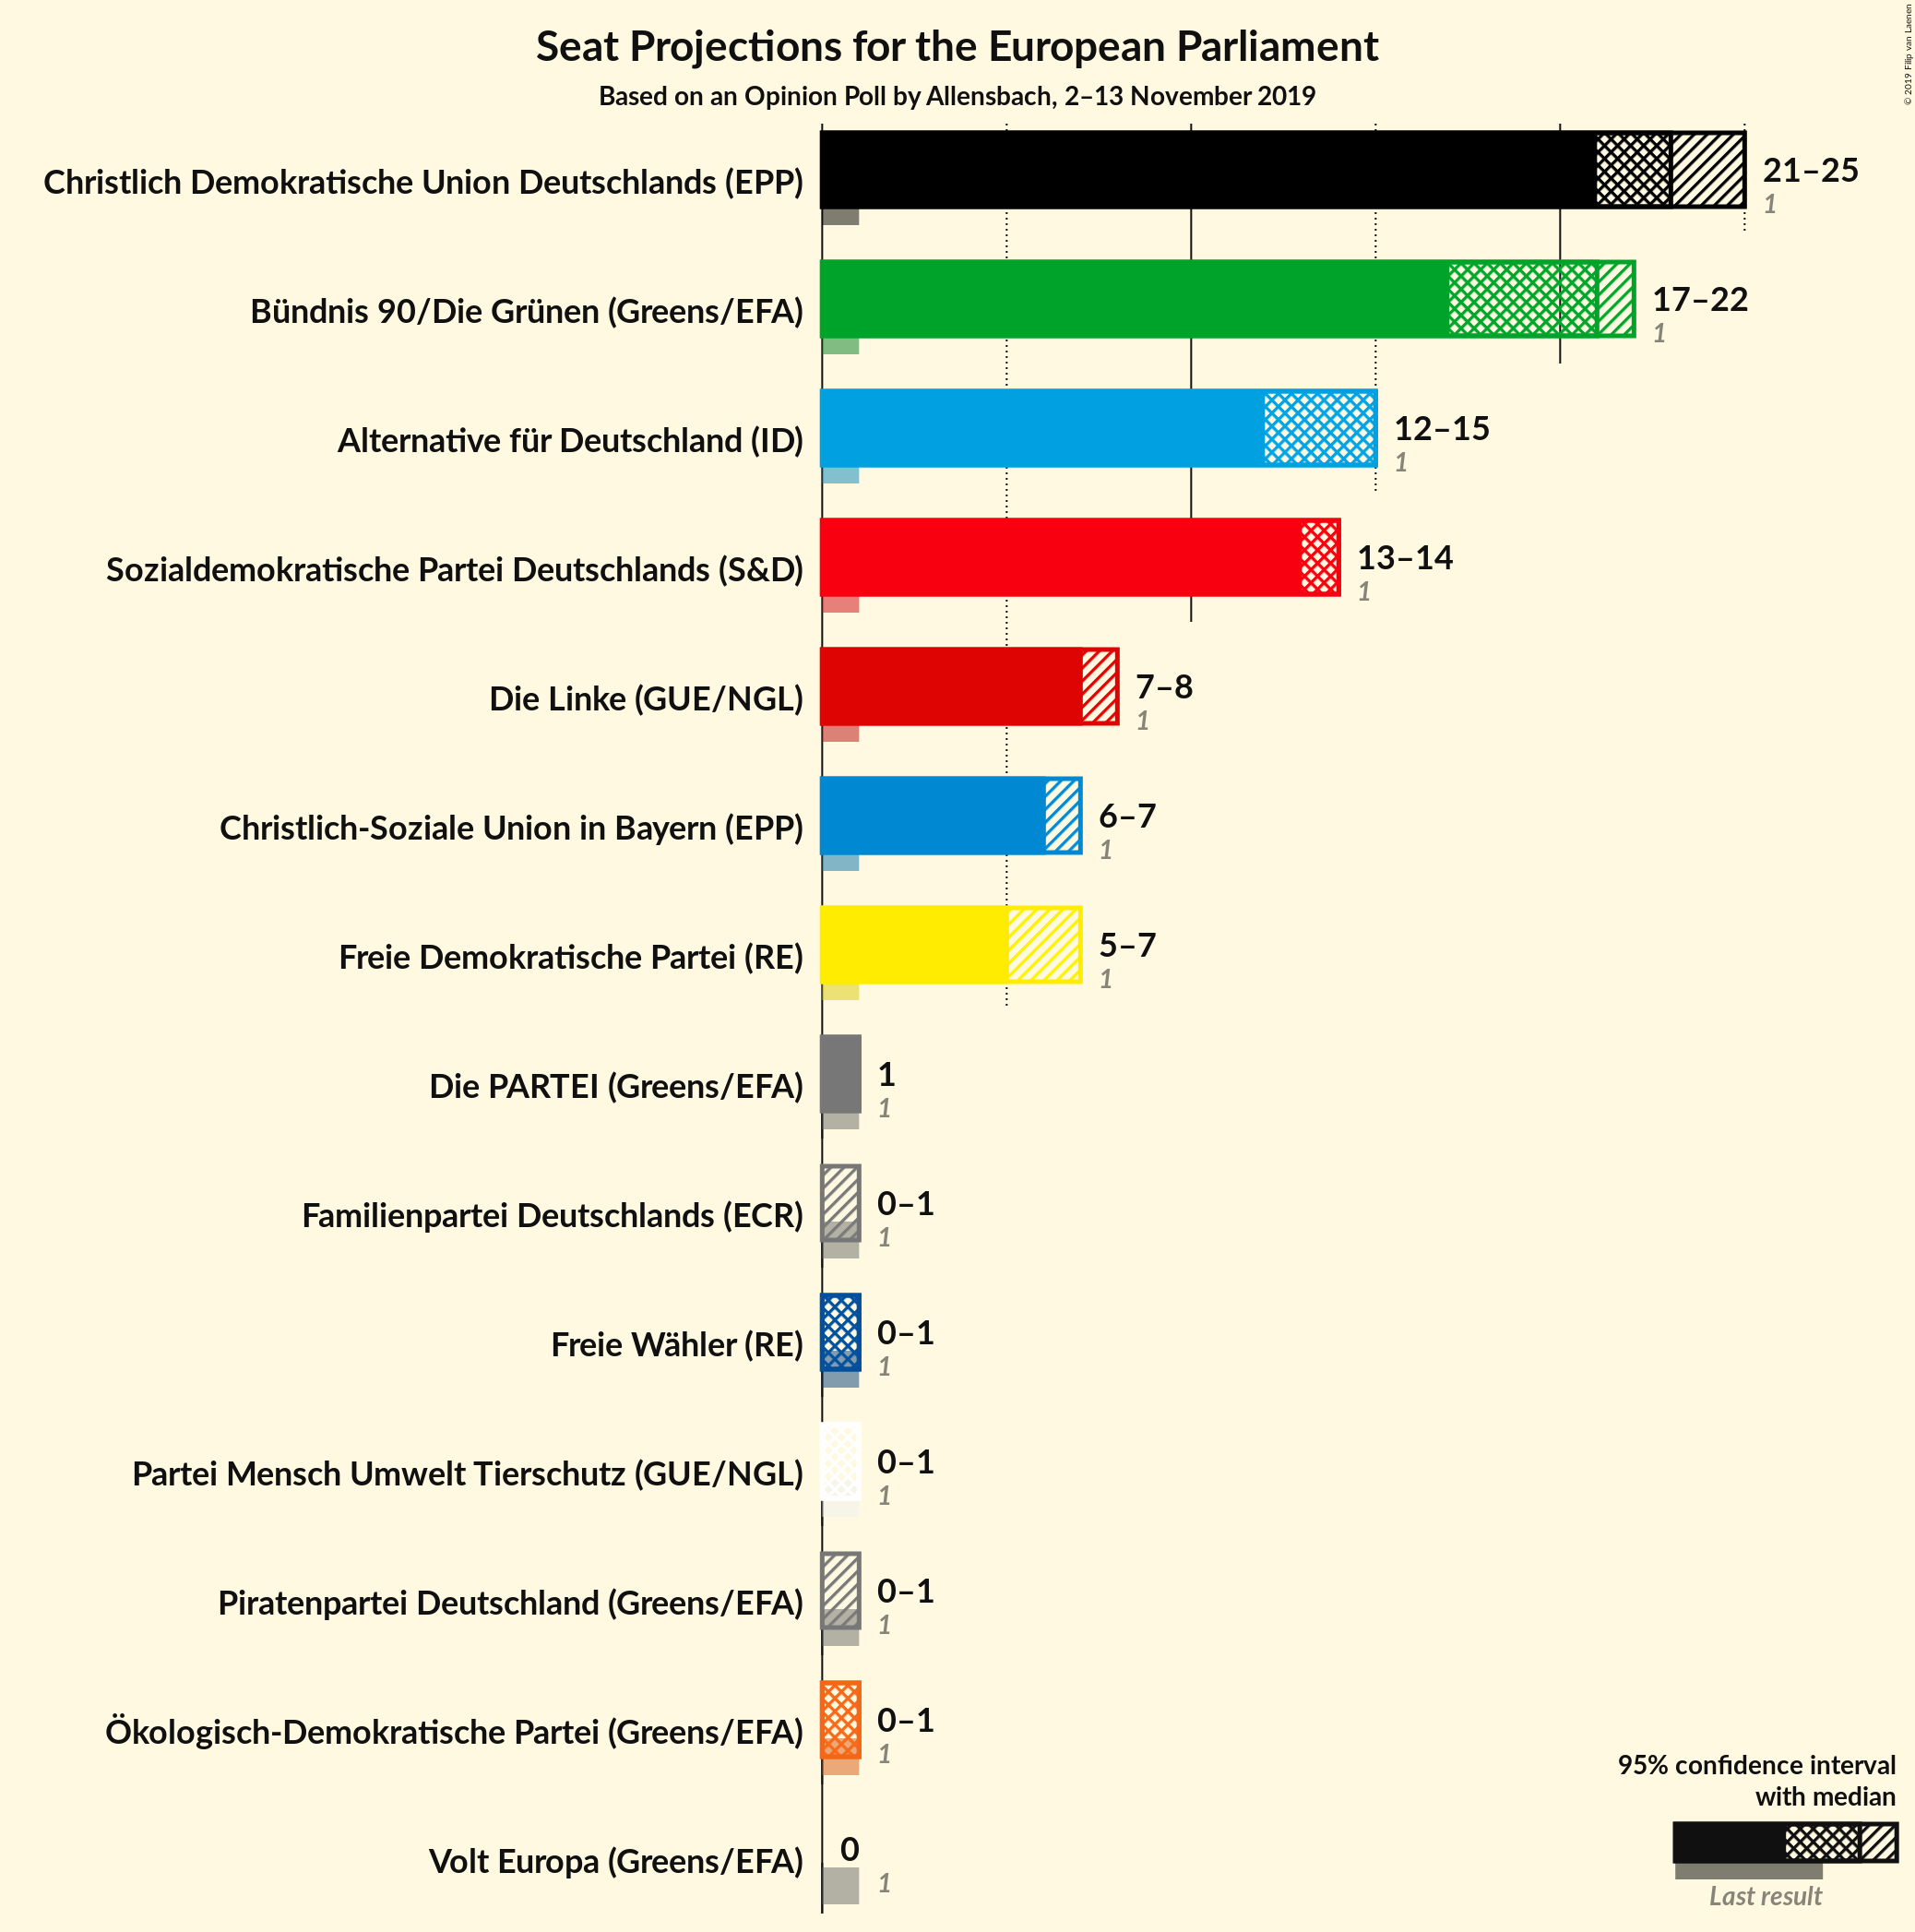 © 2019 Filip van Laenen
Seat Projections for the European Parliament
Based on an Opinion Poll by Allensbach, 2–13 November 2019
Christlich Demokratische Union Deutschlands (EPP)
21–25
1
Bündnis 90/Die Grünen (Greens/EFA)
17–22
1
Alternative für Deutschland (ID)
12–15
1
Sozialdemokratische Partei Deutschlands (S&D)
13–14
1
Die Linke (GUE/NGL)
7–8
1
Christlich-Soziale Union in Bayern (EPP)
6–7
1
Freie Demokratische Partei (RE)
5–7
1
Die PARTEI (Greens/EFA)
1
1
Familienpartei Deutschlands (ECR)
0–1
1
Freie Wähler (RE)
0–1
1
Partei Mensch Umwelt Tierschutz (GUE/NGL)
0–1
1
Piratenpartei Deutschland (Greens/EFA)
0–1
1
Ökologisch-Demokratische Partei (Greens/EFA)
0–1
1
Volt Europa (Greens/EFA)
0
1
95% confidence interval
with median
Last result